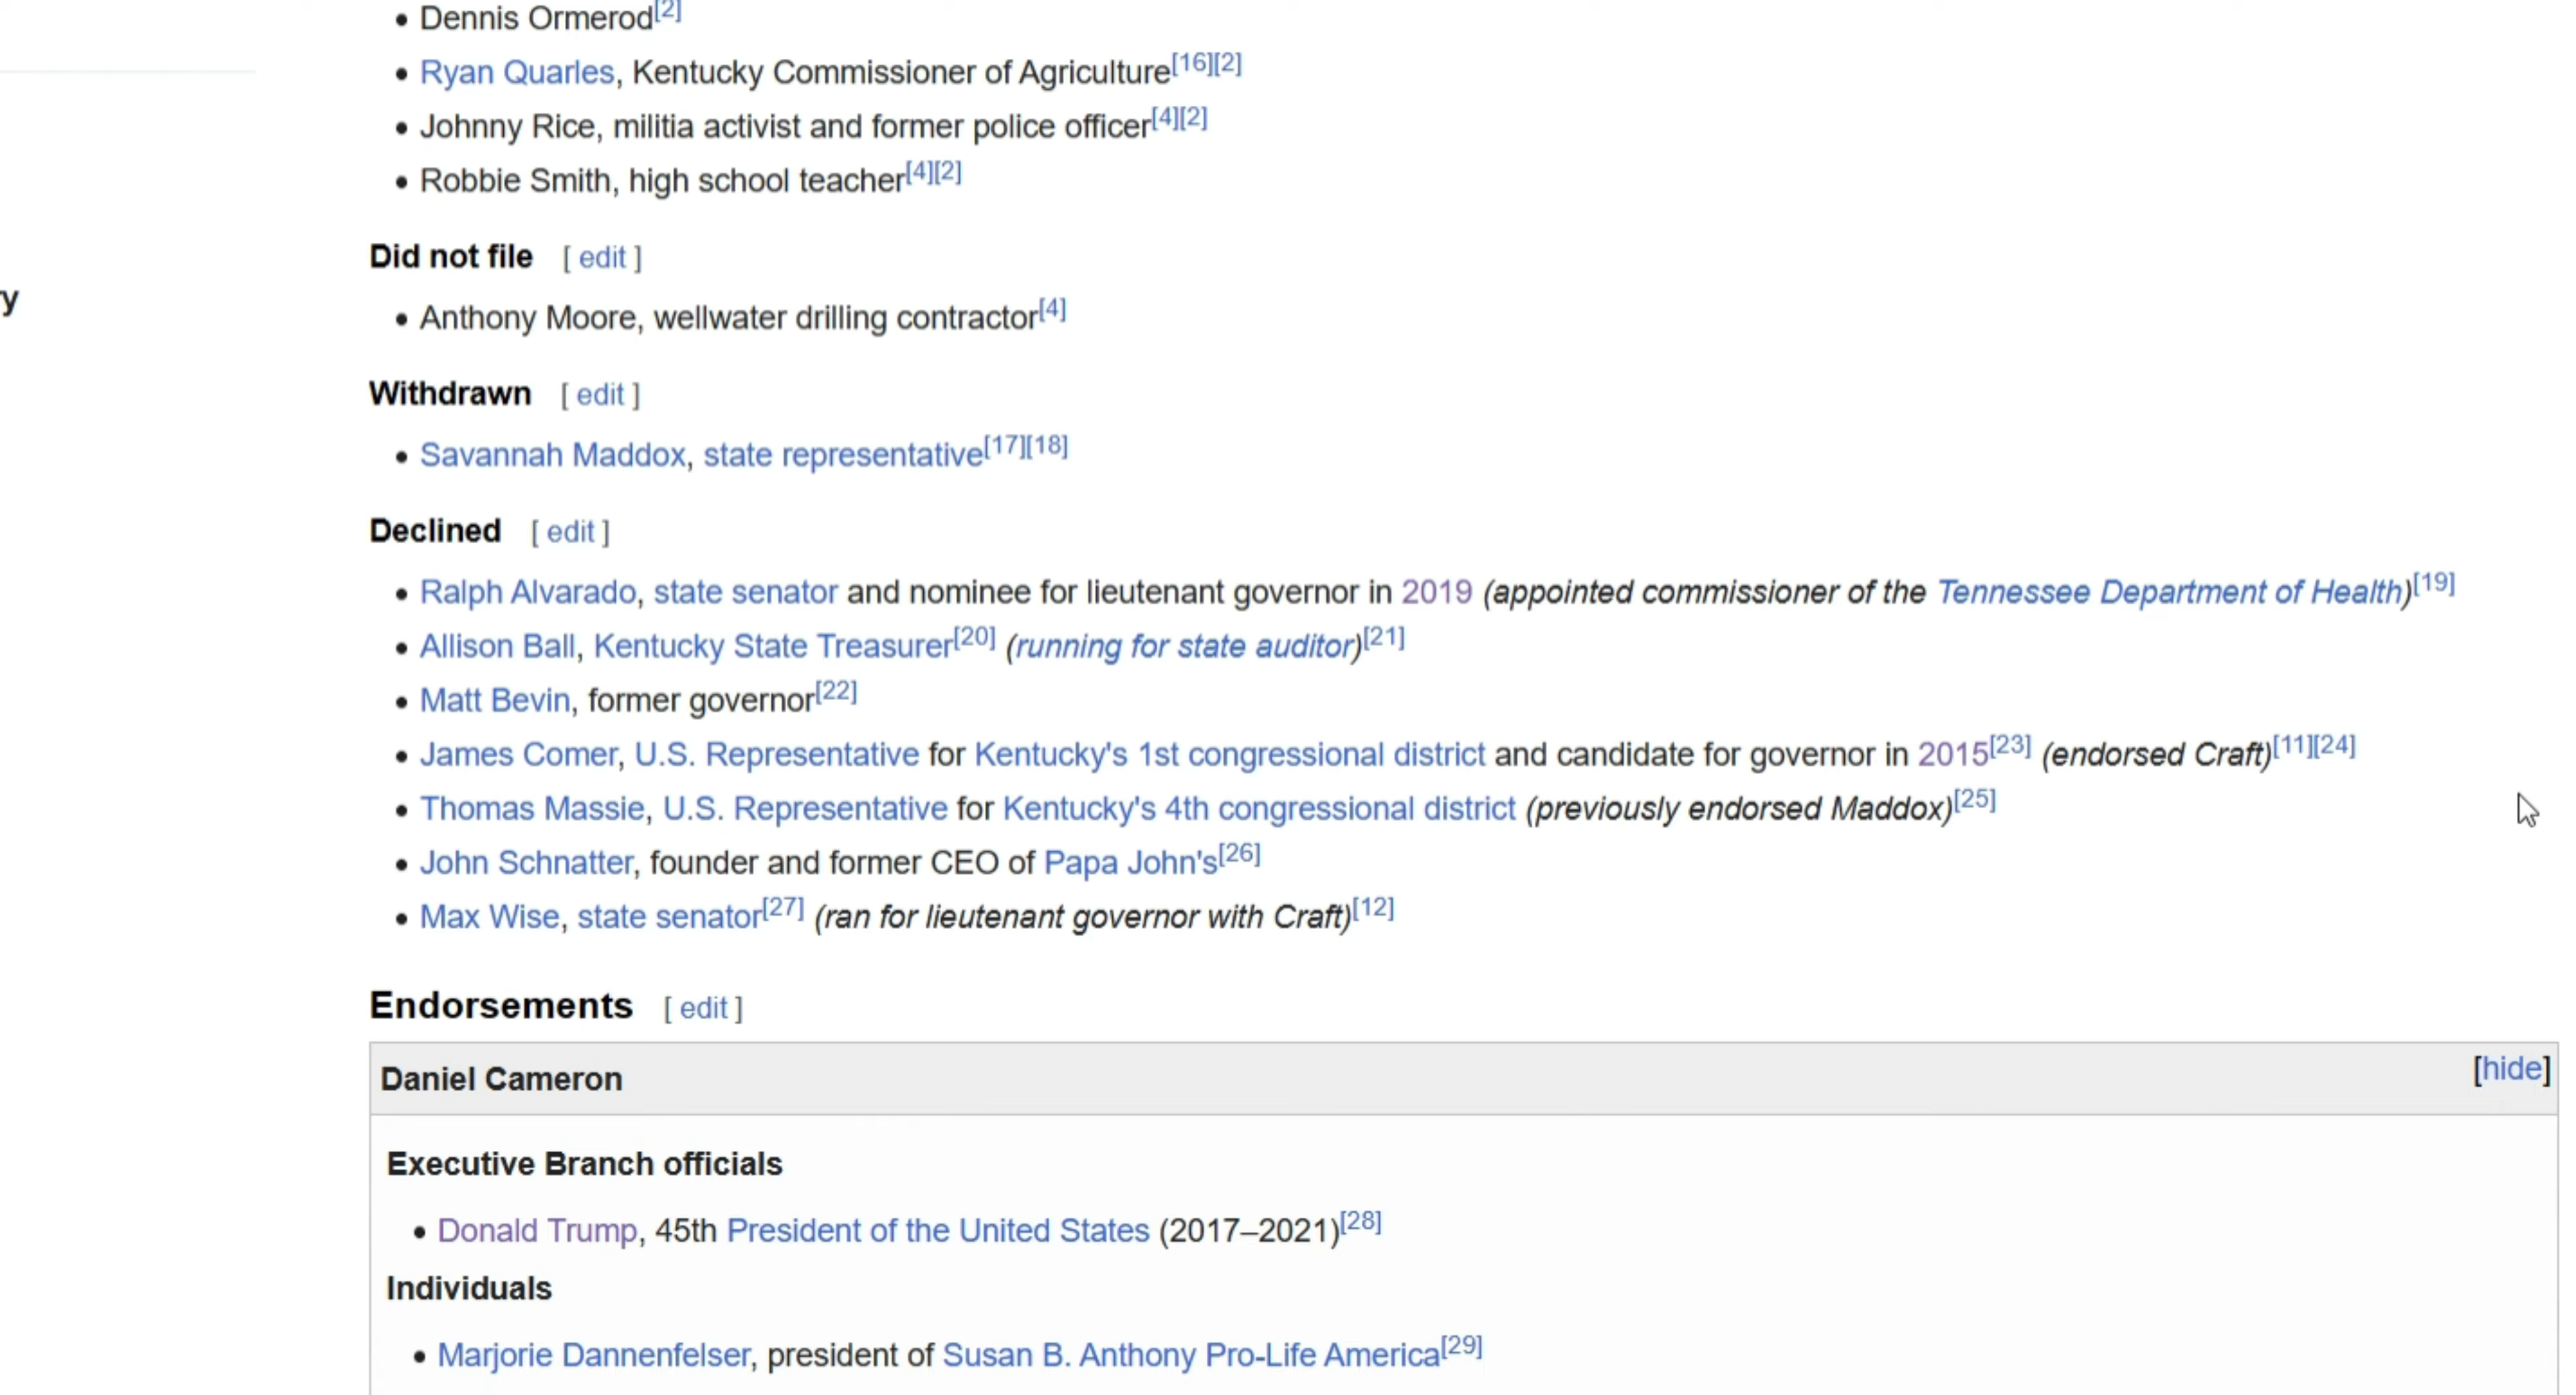 • Dennis Ormerod[2]
• Ryan Quarles, Kentucky Commissioner of Agriculture[16][2]
• Johnny Rice, militia activist and former police officer[4][2]
• Robbie Smith, high school teacher[4][2]
Did not file [ edit ]
y
• Anthony Moore, wellwater drilling contractor[4]
Withdrawn [ edit ]
• Savannah Maddox, state representative[17][18]
Declined [ edit ]
• Ralph Alvarado, state senator and nominee for lieutenant governor in 2019 (appointed commissioner of the Tennessee Department of Health)[19]
• Allison Ball, Kentucky State Treasurer[20] (running for state auditor)[21]
• Matt Bevin, former governor[22]
• James Comer, U.S. Representative for Kentucky's 1st congressional district and candidate for governor in 2015[23] (endorsed Craft)[11][24]
• Thomas Massie, U.S. Representative for Kentucky's 4th congressional district (previously endorsed Maddox)[25]
• John Schnatter, founder and former CEO of Papa John's[26]
• Max Wise, state senator[27] (ran for lieutenant governor with Craft)[12]
Endorsements [ edit ]
Daniel Cameron [hide]
Executive Branch officials
• Donald Trump, 45th President of the United States (2017–2021)[28]
Individuals
• Marjorie Dannenfelser, president of Susan B. Anthony Pro-Life America[29]